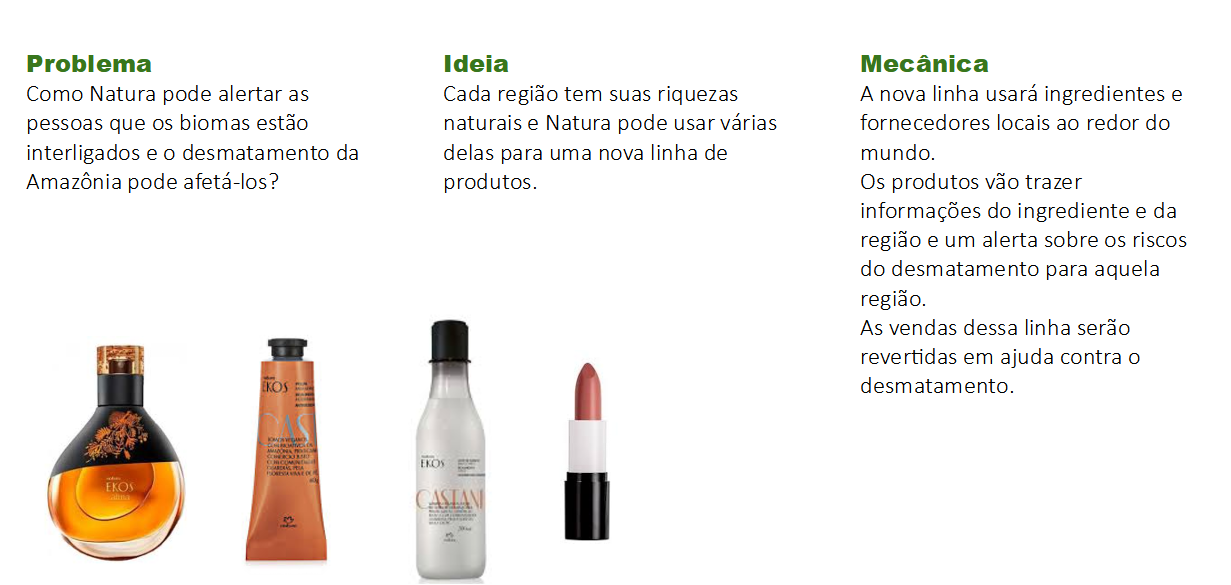 Problema
Como Natura pode alertar as
pessoas que os biomas estão
interligados e o desmatamento da
Amazônia pode afetá-los?
Ideia
Cada região tem suas riquezas
naturais e Natura pode usar várias
delas para uma nova linha de
produtos.
Mecânica
A nova linha usará ingredientes e
fornecedores locais ao redor do
mundo.
Os produtos vão trazer
informações do ingrediente e da
região e um alerta sobre os riscos
do desmatamento para aquela
região.
As vendas dessa linha serão
revertidas em ajuda contra o
desmatamento.
EKOS
EKOS
CAST
EKOS
CASTAN